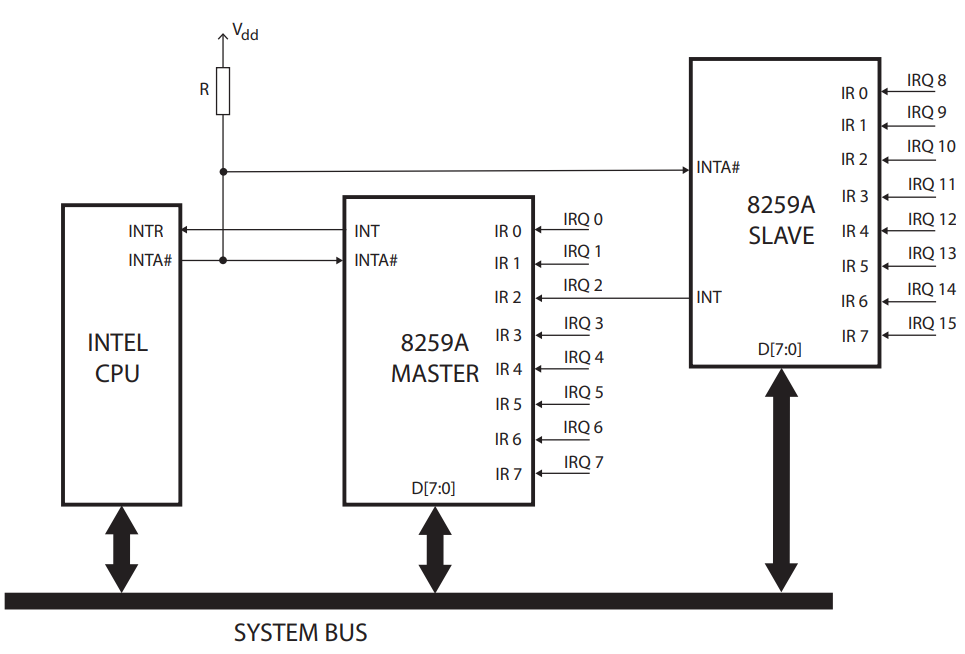 Vdd
R
INTEL
CPU
INTR
INTA#
8259A
MASTER
INT
INTA#
IR 0
IR 1
IR 2
IR 3
IR 4
IR 5
IR 6
IR 7
D[7:0]
IRQ 0
IRQ 1
IRQ 2
IRQ 3
IRQ 4
IRQ 5
IRQ 6
IRQ 7
8259A
SLAVE
INTA#
INT
IR 0
IR 1
IR 2
IR 3
IR 4
IR 5
IR 6
IR 7
D[7:0]
IRQ 8
IRQ 9
IRQ 10
IRQ 11
IRQ 12
IRQ 13
IRQ 14
IRQ 15
SYSTEM BUS